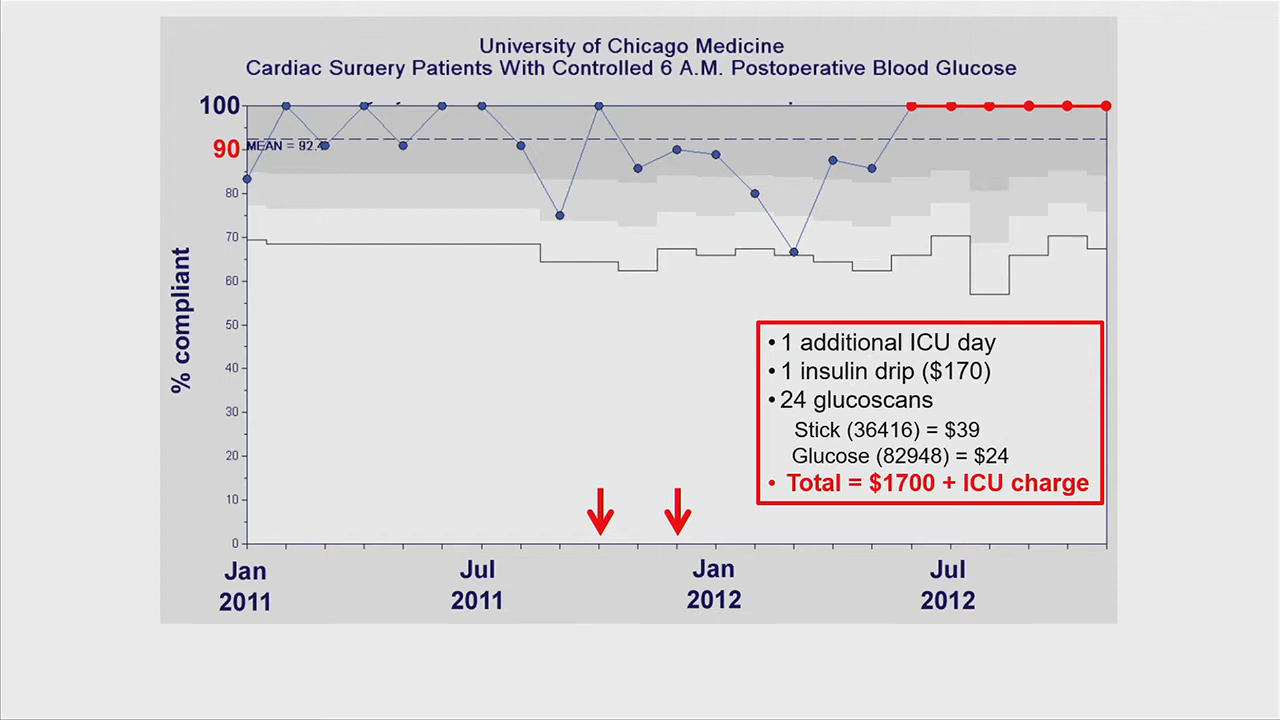 University of Chicago Medicine
Cardiac Surgery Patients With Controlled 6 A.M. Postoperative Blood Glucose
100
MEAN = 92.4
90
80
70
60
50
40
30
20
10
0
% compliant
• 1 additional ICU day
• 1 insulin drip ($170)
• 24 glucoscans
Stick (36416) = $39
Glucose (82948) = $24
• Total = $1700 + ICU charge
Jan Jul Jan Jul
2011 2011 2012 2012